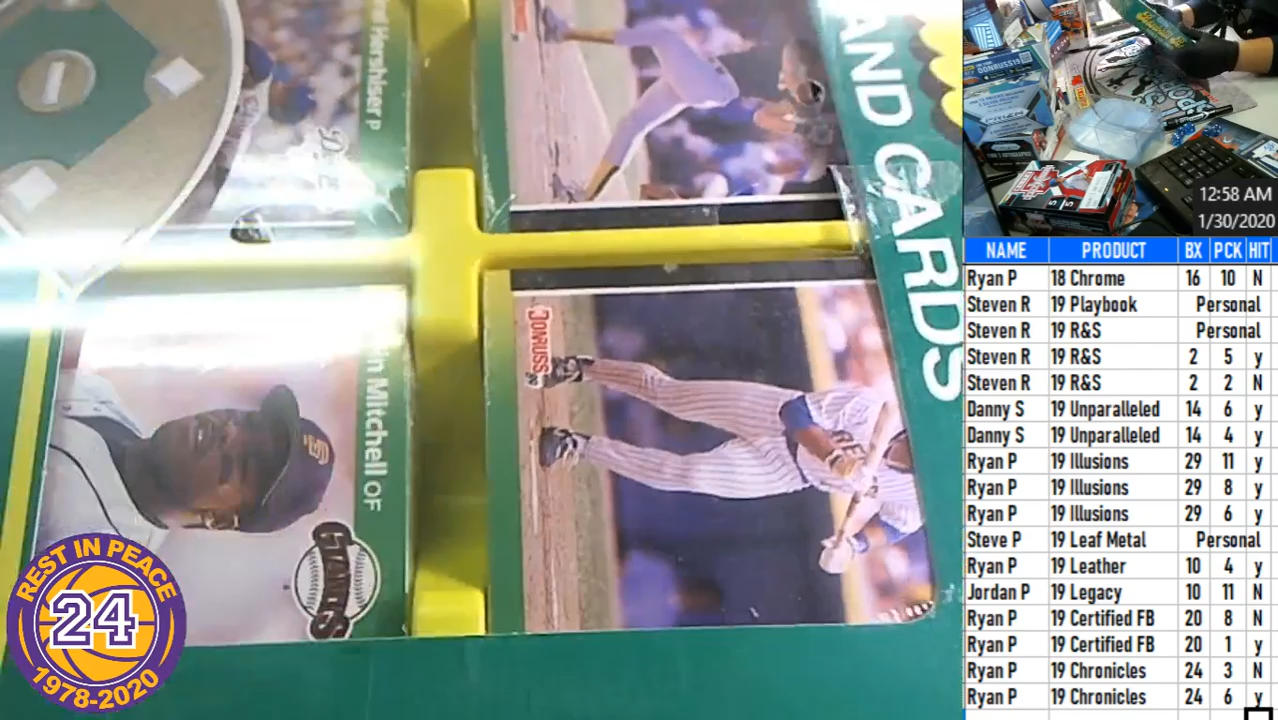 Hershiser P
AND CARDS
DONRUSS '90
in Mitchell OF
GIANTS
SF
REST IN PEACE
24
1978-2020
DONRUSS
12:58 AM
1/30/2020
NAME PRODUCT BX PCK HIT
Ryan P 18 Chrome 16 10 N
Steven R 19 Playbook Personal
Steven R 19 R&S Personal
Steven R 19 R&S 2 5 y
Steven R 19 R&S 2 2 N
Danny S 19 Unparalleled 14 6 y
Danny S 19 Unparalleled 14 4 y
Ryan P 19 Illusions 29 11 y
Ryan P 19 Illusions 29 8 y
Ryan P 19 Illusions 29 6 y
Steve P 19 Leaf Metal Personal
Ryan P 19 Leather 10 4 y
Jordan P 19 Legacy 10 11 N
Ryan P 19 Certified FB 20 8 N
Ryan P 19 Certified FB 20 1 y
Ryan P 19 Chronicles 24 3 N
Ryan P 19 Chronicles 24 6 y